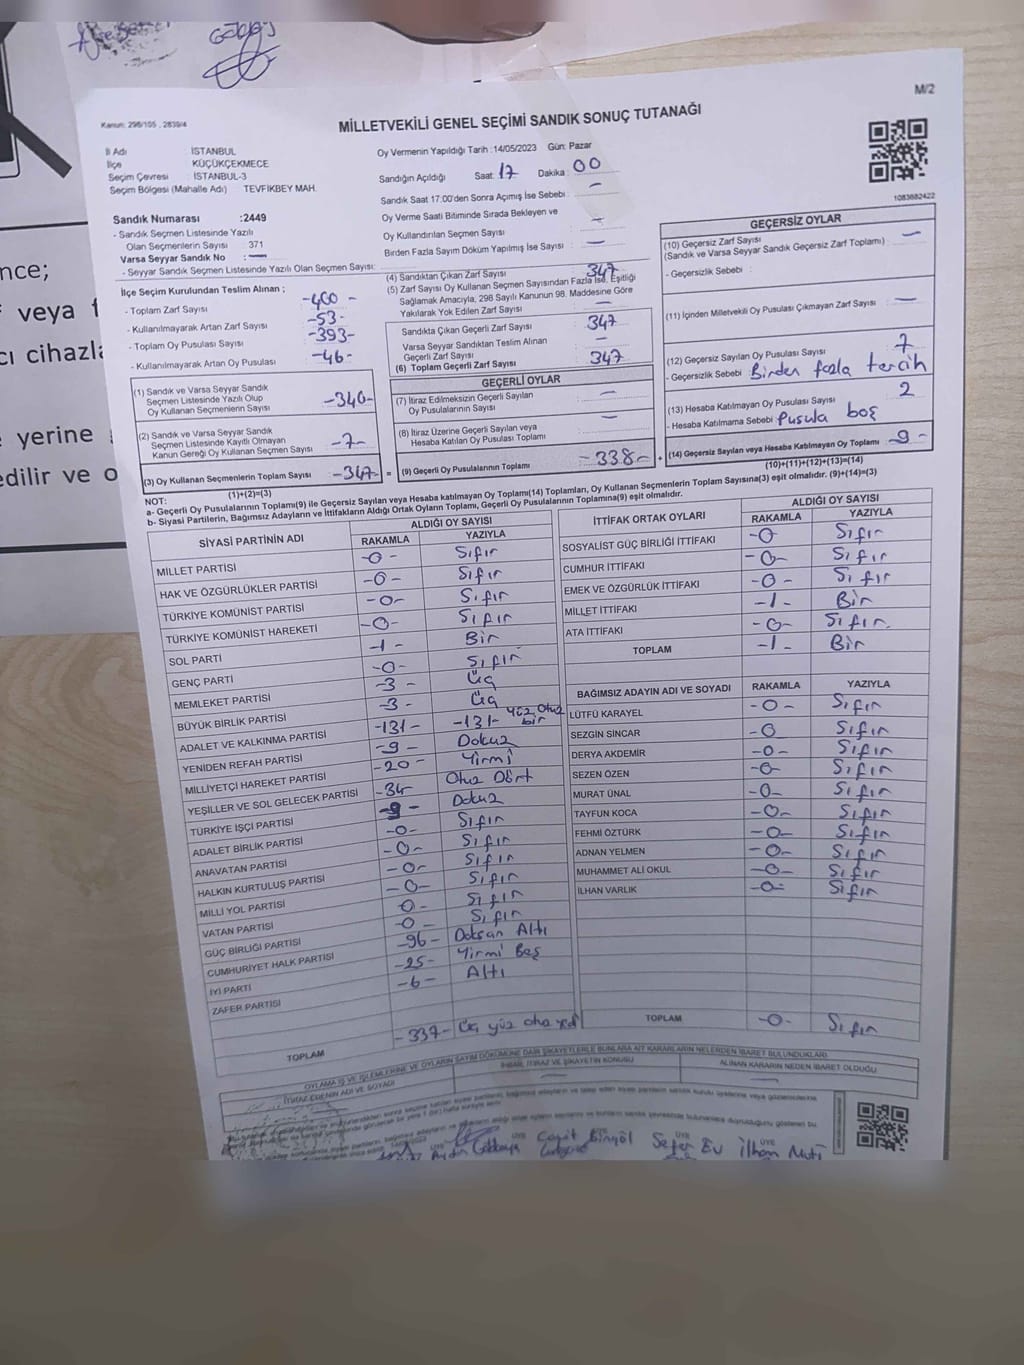 Gökdaş
M/2
Kanun: 298/105 , 2839/4
MİLLETVEKİLİ GENEL SEÇİMİ SANDIK SONUÇ TUTANAĞI
İl Adı İSTANBUL
İlçe KÜÇÜKÇEKMECE
Seçim Çevresi : İSTANBUL-3
Seçim Bölgesi (Mahalle Adı) TEVFİKBEY MAH.
Oy Vermenin Yapıldığı Tarih :14/05/2023 Gün: Pazar
Sandığın Açıldığı Saat: 17 Dakika: 00
Sandık Saat 17:00'den Sonra Açılmış İse Sebebi : —
Oy Verme Saati Bitiminde Sırada Bekleyen ve
Oy Kullandırılan Seçmen Sayısı : —
Birden Fazla Sayım Döküm Yapılmış İse Sayısı : —
1083682422
Sandık Numarası :2449
- Sandık Seçmen Listesinde Yazılı
Olan Seçmenlerin Sayısı : 371
Varsa Seyyar Sandık No : —
- Seyyar Sandık Seçmen Listesinde Yazılı Olan Seçmen Sayısı:
İlçe Seçim Kurulundan Teslim Alınan ;
- Toplam Zarf Sayısı -400 -
- Kullanılmayarak Artan Zarf Sayısı -53-
- Toplam Oy Pusulası Sayısı -393-
- Kullanılmayarak Artan Oy Pusulası -46-
(1) Sandık ve Varsa Seyyar Sandık
Seçmen Listesinde Yazılı Olup
Oy Kullanan Seçmenlerin Sayısı -340-
(2) Sandık ve Varsa Seyyar Sandık
Seçmen Listesinde Kayıtlı Olmayan
Kanun Gereği Oy Kullanan Seçmen Sayısı -7-
(3) Oy Kullanan Seçmenlerin Toplam Sayısı -347-
(1)+(2)=(3)
(4) Sandıktan Çıkan Zarf Sayısı 347
(5) Zarf Sayısı Oy Kullanan Seçmen Sayısından Fazla İse, Eşitliği
Sağlamak Amacıyla, 298 Sayılı Kanunun 98. Maddesine Göre
Yakılarak Yok Edilen Zarf Sayısı —
Sandıkta Çıkan Geçerli Zarf Sayısı 347
Varsa Seyyar Sandıktan Teslim Alınan
Geçerli Zarf Sayısı —
(6) Toplam Geçerli Zarf Sayısı 347
GEÇERLİ OYLAR
(7) İtiraz Edilmeksizin Geçerli Sayılan
Oy Pusulalarının Sayısı —
(8) İtiraz Üzerine Geçerli Sayılan veya
Hesaba Katılan Oy Pusulası Toplamı —
= (9) Geçerli Oy Pusulalarının Toplamı -338-
GEÇERSİZ OYLAR
(10) Geçersiz Zarf Sayısı —
(Sandık ve Varsa Seyyar Sandık Geçersiz Zarf Toplamı)
- Geçersizlik Sebebi :
(11) İçinden Milletvekili Oy Pusulası Çıkmayan Zarf Sayısı —
(12) Geçersiz Sayılan Oy Pusulası Sayısı 7
- Geçersizlik Sebebi Birden fazla tercih
(13) Hesaba Katılmayan Oy Pusulası Sayısı 2
- Hesaba Katılmama Sebebi Pusula boş
+ (14) Geçersiz Sayılan veya Hesaba Katılmayan Oy Toplamı -9-
(10)+(11)+(12)+(13)=(14)
NOT:
a- Geçerli Oy Pusulalarının Toplamı(9) ile Geçersiz Sayılan veya Hesaba katılmayan Oy Toplamı(14) Toplamları, Oy Kullanan Seçmenlerin Toplam Sayısına(3) eşit olmalıdır. (9)+(14)=(3)
b- Siyasi Partilerin, Bağımsız Adayların ve İttifakların Aldığı Ortak Oyların Toplamı, Geçerli Oy Pusulalarının Toplamına(9) eşit olmalıdır.
SİYASİ PARTİNİN ADI ALDIĞI OY SAYISI
RAKAMLA YAZIYLA
MİLLET PARTİSİ -0- Sıfır
HAK VE ÖZGÜRLÜKLER PARTİSİ -0- Sıfır
TÜRKİYE KOMÜNİST PARTİSİ -0- Sıfır
TÜRKİYE KOMÜNİST HAREKETİ -0- Sıfır
SOL PARTİ -1- Bir
GENÇ PARTİ -0- Sıfır
MEMLEKET PARTİSİ -3- Üç
BÜYÜK BİRLİK PARTİSİ -3- Üç
ADALET VE KALKINMA PARTİSİ -131- -131- Yüz Otuz bir
YENİDEN REFAH PARTİSİ -9- Dokuz
MİLLİYETÇİ HAREKET PARTİSİ -20- Yirmi
YEŞİLLER VE SOL GELECEK PARTİSİ -34 Otuz Dört
TÜRKİYE İŞÇİ PARTİSİ -9- Dokuz
ADALET BİRLİK PARTİSİ -0- Sıfır
ANAVATAN PARTİSİ -0- Sıfır
HALKIN KURTULUŞ PARTİSİ -0- Sıfır
MİLLİ YOL PARTİSİ -0- Sıfır
VATAN PARTİSİ -0- Sıfır
GÜÇ BİRLİĞİ PARTİSİ -0- Sıfır
CUMHURİYET HALK PARTİSİ -96- Doksan Altı
İYİ PARTİ -25- Yirmi Beş
ZAFER PARTİSİ -6- Altı
TOPLAM -337- Üç yüz otuz yedi
İTTİFAK ORTAK OYLARI ALDIĞI OY SAYISI
RAKAMLA YAZIYLA
SOSYALİST GÜÇ BİRLİĞİ İTTİFAKI -0- Sıfır
CUMHUR İTTİFAKI -0- Sıfır
EMEK VE ÖZGÜRLÜK İTTİFAKI -0- Sıfır
MİLLET İTTİFAKI -1- Bir
ATA İTTİFAKI -0- Sıfır
TOPLAM -1- Bir
BAĞIMSIZ ADAYIN ADI VE SOYADI RAKAMLA YAZIYLA
LÜTFÜ KARAYEL -0- Sıfır
SEZGİN SİNCAR -0 Sıfır
DERYA AKDEMİR -0- Sıfır
SEZEN ÖZEN -0- Sıfır
MURAT ÜNAL -0- Sıfır
TAYFUN KOCA -0- Sıfır
FEHMİ ÖZTÜRK -0- Sıfır
ADNAN YELMEN -0- Sıfır
MUHAMMET ALİ OKUL -0- Sıfır
İLHAN VARLIK -0- Sıfır
TOPLAM -0- Sıfır
OYLAMA İŞ VE İŞLEMLERİNE VE OYLARIN SAYIM DÖKÜMÜNE DAİR ŞİKAYETLERLE BUNLARA AİT KARARLARIN NELERDEN İBARET BULUNDUKLARI
İTİRAZ EDENİN ADI VE SOYADI İHBAR, İTİRAZ VE ŞİKAYETİN KONUSU ALINAN KARARIN NEDEN İBARET OLDUĞU
ÜYE ÜYE ÜYE
Cahit Bingöl Sefer Ev İlhan Muti
nce;
veya
cı cihazla
yerine
edilir ve o